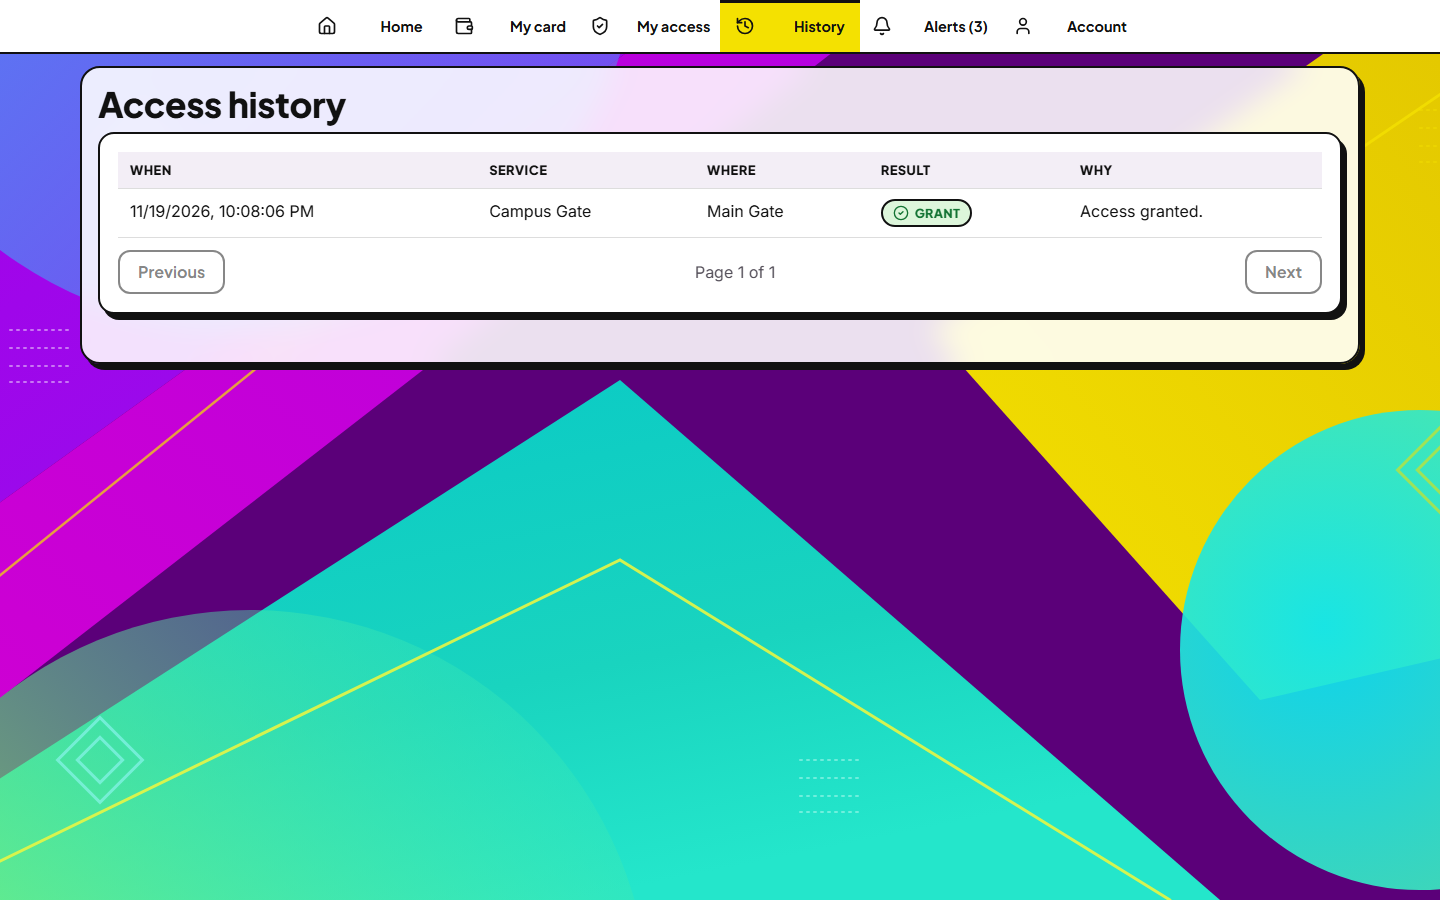 Home My card My access History Alerts (3) Account
Access history
WHEN SERVICE WHERE RESULT WHY
11/19/2026, 10:08:06 PM Campus Gate Main Gate GRANT Access granted.
Previous Page 1 of 1 Next